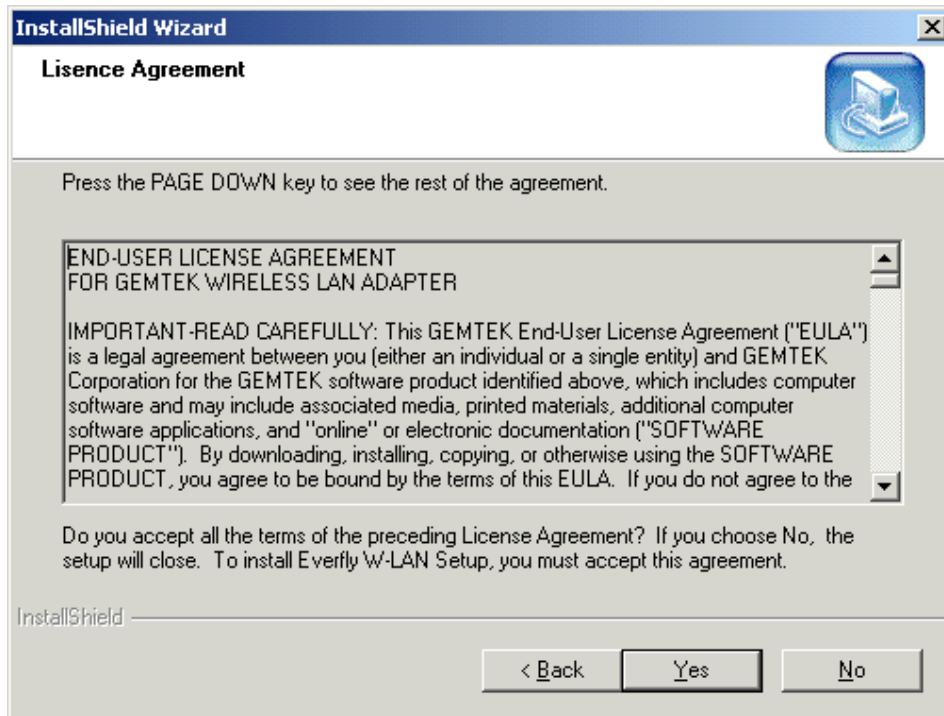 InstallShield Wizard
Lisence Agreement
Press the PAGE DOWN key to see the rest of the agreement.
END-USER LICENSE AGREEMENT
FOR GEMTEK WIRELESS LAN ADAPTER
IMPORTANT-READ CAREFULLY: This GEMTEK End-User License Agreement ("EULA")
is a legal agreement between you (either an individual or a single entity) and GEMTEK
Corporation for the GEMTEK software product identified above, which includes computer
software and may include associated media, printed materials, additional computer
software applications, and "online" or electronic documentation ("SOFTWARE
PRODUCT").  By downloading, installing, copying, or otherwise using the SOFTWARE
PRODUCT, you agree to be bound by the terms of this EULA.  If you do not agree to the
Do you accept all the terms of the preceding License Agreement?  If you choose No,  the
setup will close.  To install Everfly W-LAN Setup, you must accept this agreement.
InstallShield
< Back
Yes
No